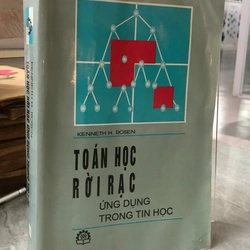 KENNETH H. ROSEN
TOÁN HỌC
RỜI RẠC
ỨNG DỤNG
TRONG TIN HỌC